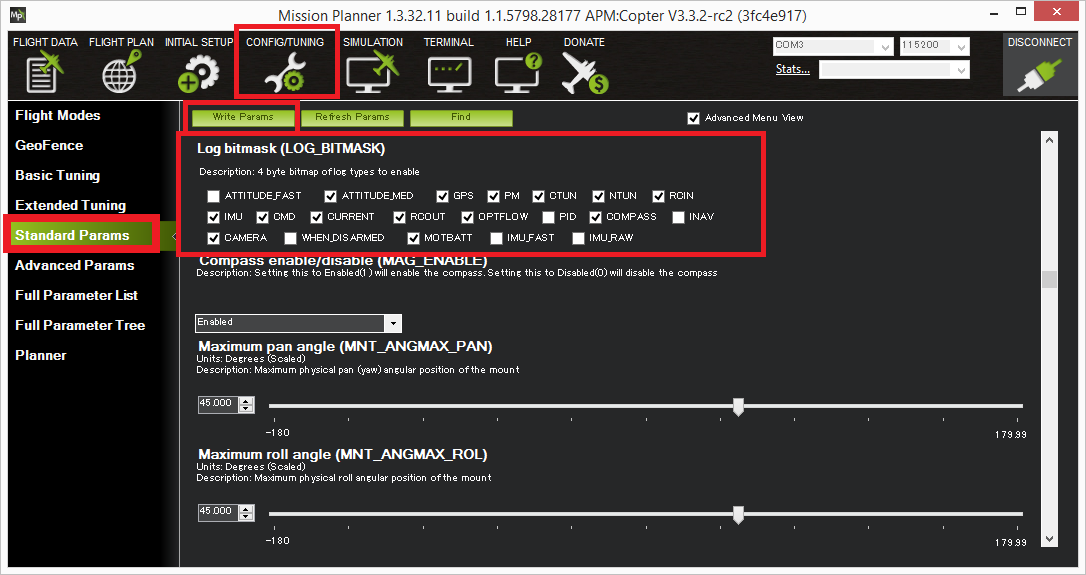 Mp
Mission Planner 1.3.32.11 build 1.1.5798.28177 APM:Copter V3.3.2-rc2 (3fc4e917)
FLIGHT DATA FLIGHT PLAN INITIAL SETUP CONFIG/TUNING SIMULATION TERMINAL HELP DONATE
COM3 115200 DISCONNECT
Stats...
Flight Modes
GeoFence
Basic Tuning
Extended Tuning
Standard Params
Advanced Params
Full Parameter List
Full Parameter Tree
Planner
Write Params Refresh Params Find Advanced Menu View
Log bitmask (LOG_BITMASK)
Description: 4 byte bitmap of log types to enable
ATTITUDE_FAST ATTITUDE_MED GPS PM CTUN NTUN RCIN
IMU CMD CURRENT RCOUT OPTFLOW PID COMPASS INAV
CAMERA WHEN_DISARMED MOTBATT IMU_FAST IMU_RAW
Compass enable/disable (MAG_ENABLE)
Description: Setting this to Enabled(1) will enable the compass. Setting this to Disabled(0) will disable the compass
Enabled
Maximum pan angle (MNT_ANGMAX_PAN)
Units: Degrees (Scaled)
Description: Maximum physical pan (yaw) angular position of the mount
45.000
-180 179.99
Maximum roll angle (MNT_ANGMAX_ROL)
Units: Degrees (Scaled)
Description: Maximum physical roll angular position of the mount
45.000
-180 179.99